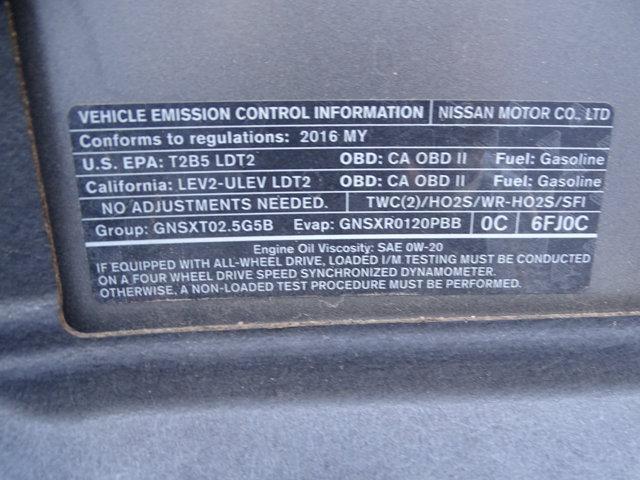 VEHICLE EMISSION CONTROL INFORMATION NISSAN MOTOR CO., LTD
Conforms to regulations: 2016 MY
U.S. EPA: T2B5 LDT2 OBD: CA OBD II Fuel: Gasoline
California: LEV2-ULEV LDT2 OBD: CA OBD II Fuel: Gasoline
NO ADJUSTMENTS NEEDED. TWC(2)/HO2S/WR-HO2S/SFI
Group: GNSXT02.5G5B Evap: GNSXR0120PBB 0C 6FJ0C
Engine Oil Viscosity: SAE 0W-20
IF EQUIPPED WITH ALL-WHEEL DRIVE, LOADED I/M TESTING MUST BE CONDUCTED
ON A FOUR WHEEL DRIVE SPEED SYNCHRONIZED DYNAMOMETER.
OTHERWISE, A NON-LOADED TEST PROCEDURE MUST BE PERFORMED.